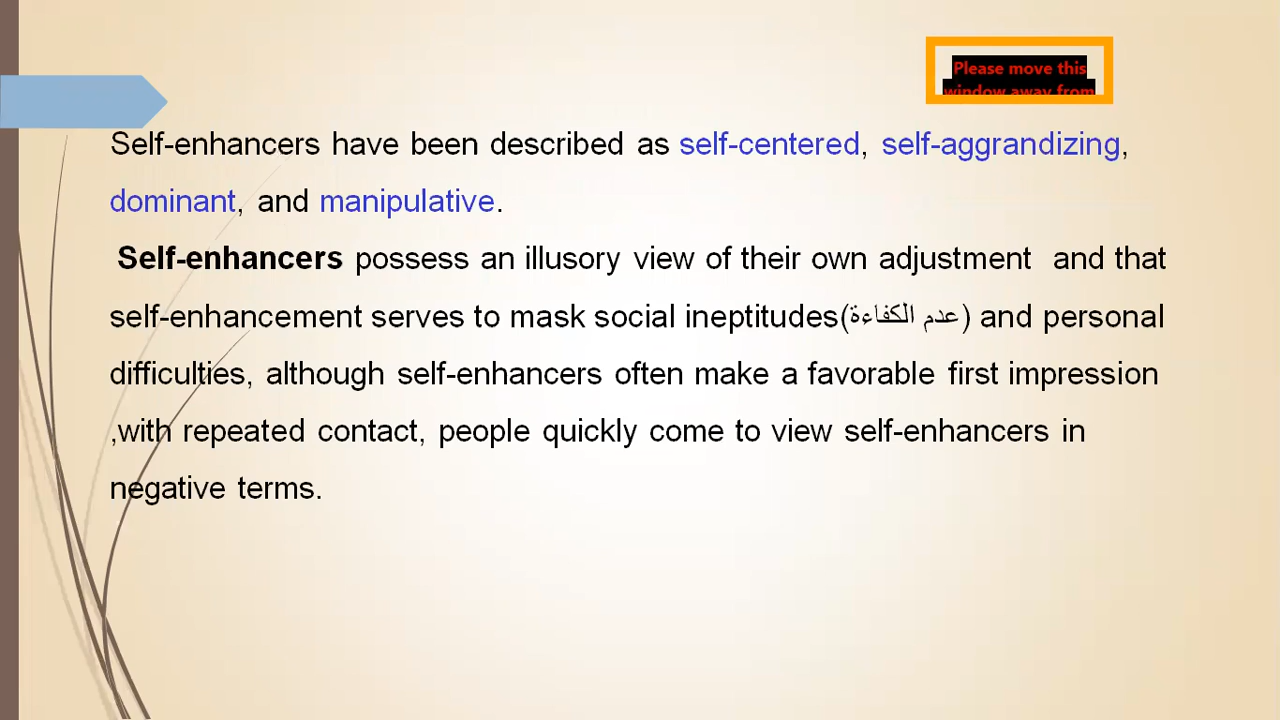 Please move this
window away from
Self-enhancers have been described as self-centered, self-aggrandizing,
dominant, and manipulative.
Self-enhancers possess an illusory view of their own adjustment and that
self-enhancement serves to mask social ineptitudes(عدم الكفاءة) and personal
difficulties, although self-enhancers often make a favorable first impression
,with repeated contact, people quickly come to view self-enhancers in
negative terms.